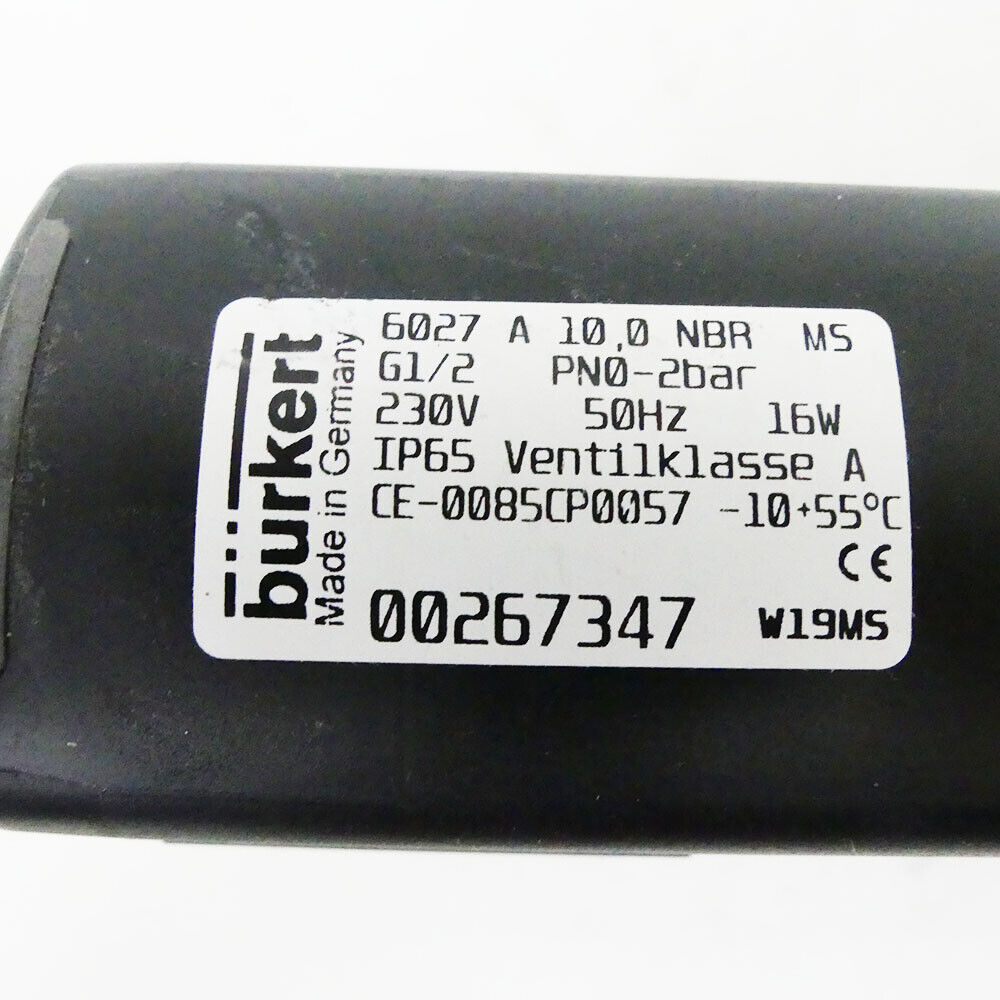 bürkert
Made in Germany
6027 A 10,0 NBR MS
G1/2 PN0-2bar
230V 50Hz 16W
IP65 Ventilklasse A
CE-0085CP0057 -10+55°C
CE
00267347 W19MS